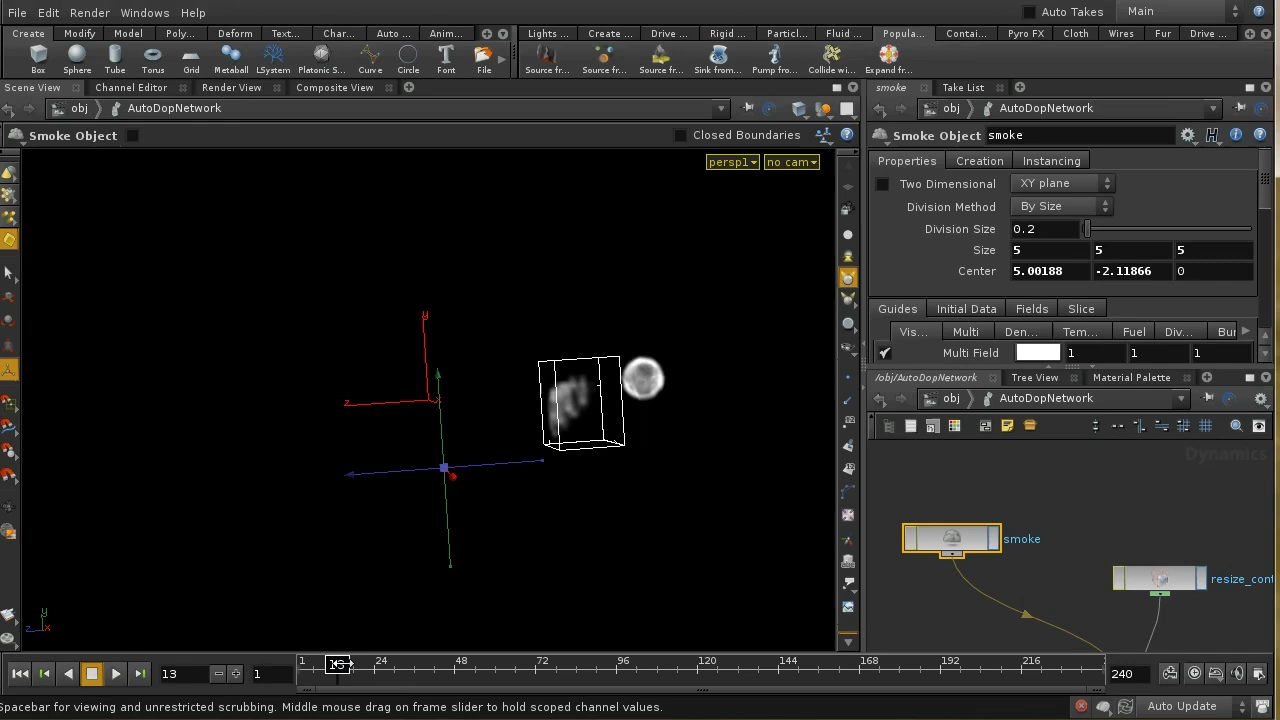 File Edit Render Windows Help Auto Takes Main
Create Modify Model Poly... Deform Text... Char... Auto ... Anim... Lights ... Create ... Drive ... Rigid ... Particl... Fluid ... Popula... Contai... Pyro FX Cloth Wires Fur Drive ...
Box Sphere Tube Torus Grid Metaball LSystem Platonic S... Curve Circle Font File Source fr... Source fr... Source fr... Sink from... Pump fro... Collide wi... Expand fr...
Scene View Channel Editor Render View Composite View smoke Take List
obj AutoDopNetwork obj AutoDopNetwork
Smoke Object Closed Boundaries Smoke Object smoke
persp1 no cam Properties Creation Instancing
Two Dimensional XY plane
Division Method By Size
Division Size 0.2
Size 5 5 5
Center 5.00188 -2.11866 0
Guides Initial Data Fields Slice
Vis... Multi Den... Tem... Fuel Div... Bur
Multi Field 1 1 1
/obj/AutoDopNetwork Tree View Material Palette
obj AutoDopNetwork
Dynamics
y
z
smoke
resize_cont
y
z x
1 24 48 72 96 120 144 168 192 216
13 1 240
Spacebar for viewing and unrestricted scrubbing. Middle mouse drag on frame slider to hold scoped channel values. Auto Update